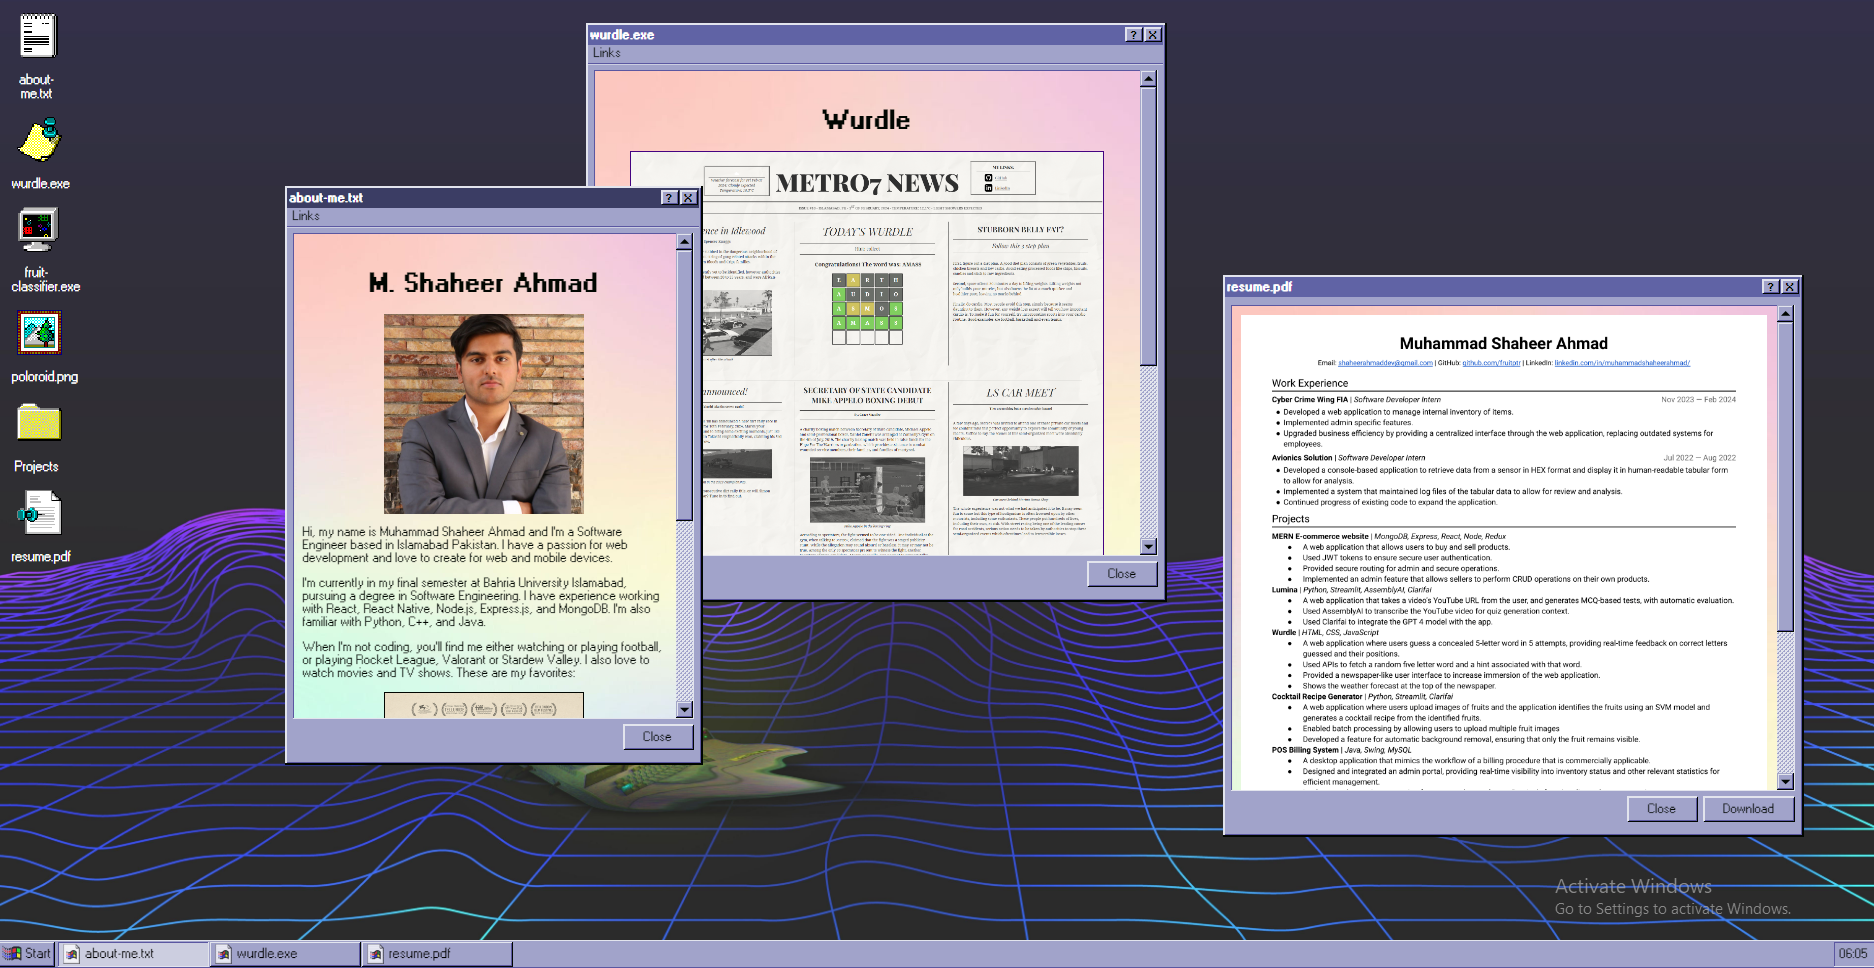 about-
me.txt
wurdle.exe
fruit-
classifier.exe
poloroid.png
Projects
resume.pdf
wurdle.exe
Links
Wurdle
METRO7 NEWS
MY LINKS:
GitHub
LinkedIn
TODAY'S WURDLE
Congratulations! The word was: AMASS
E A R T H
A U D I O
A S M O S
A M A S S
STUBBORN BELLY FAT?
Follow this 3 step plan
SECRETARY OF STATE CANDIDATE
MIKE APPELO BOXING DEBUT
LS CAR MEET
Close
about-me.txt
Links
M. Shaheer Ahmad
Hi, my name is Muhammad Shaheer Ahmad and I'm a Software
Engineer based in Islamabad Pakistan. I have a passion for web
development and love to create for web and mobile devices.
I'm currently in my final semester at Bahria University Islamabad,
pursuing a degree in Software Engineering. I have experience working
with React, React Native, Node.js, Express.js, and MongoDB. I'm also
familiar with Python, C++, and Java.
When I'm not coding, you'll find me either watching or playing football,
or playing Rocket League, Valorant or Stardew Valley. I also love to
watch movies and TV shows. These are my favorites:
Close
resume.pdf
Muhammad Shaheer Ahmad
Email: shaheerahmaddev@gmail.com | GitHub: github.com/fruitptr | LinkedIn: linkedin.com/in/muhammadshaheerahmad/
Work Experience
Cyber Crime Wing FIA | Software Developer Intern Nov 2023 — Feb 2024
● Developed a web application to manage internal inventory of items.
● Implemented admin specific features.
● Upgraded business efficiency by providing a centralized interface through the web application, replacing outdated systems for
employees.
Avionics Solution | Software Developer Intern Jul 2022 — Aug 2022
● Developed a console-based application to retrieve data from a sensor in HEX format and display it in human-readable tabular form
to allow for analysis.
● Implemented a system that maintained log files of the tabular data to allow for review and analysis.
● Continued progress of existing code to expand the application.
Projects
MERN E-commerce website | MongoDB, Express, React, Node, Redux
● A web application that allows users to buy and sell products.
● Used JWT tokens to ensure secure user authentication.
● Provided secure routing for admin and secure operations.
● Implemented an admin feature that allows sellers to perform CRUD operations on their own products.
Lumina | Python, Streamlit, AssemblyAI, Clarifai
● A web application that takes a video's YouTube URL from the user, and generates MCQ-based tests, with automatic evaluation.
● Used AssemblyAI to transcribe the YouTube video for quiz generation context.
● Used Clarifai to integrate the GPT 4 model with the app.
Wurdle | HTML, CSS, JavaScript
● A web application where users guess a concealed 5-letter word in 5 attempts, providing real-time feedback on correct letters
guessed and their positions.
● Used APIs to fetch a random five letter word and a hint associated with that word.
● Provided a newspaper-like user interface to increase immersion of the web application.
● Shows the weather forecast at the top of the newspaper.
Cocktail Recipe Generator | Python, Streamlit, Clarifai
● A web application where users upload images of fruits and the application identifies the fruits using an SVM model and
generates a cocktail recipe from the identified fruits.
● Enabled batch processing by allowing users to upload multiple fruit images
● Developed a feature for automatic background removal, ensuring that only the fruit remains visible.
POS Billing System | Java, Swing, MySQL
● A desktop application that mimics the workflow of a billing procedure that is commercially applicable.
● Designed and integrated an admin portal, providing real-time visibility into inventory status and other relevant statistics for
efficient management.
Close
Download
Activate Windows
Go to Settings to activate Windows.
Start
about-me.txt
wurdle.exe
resume.pdf
06:05